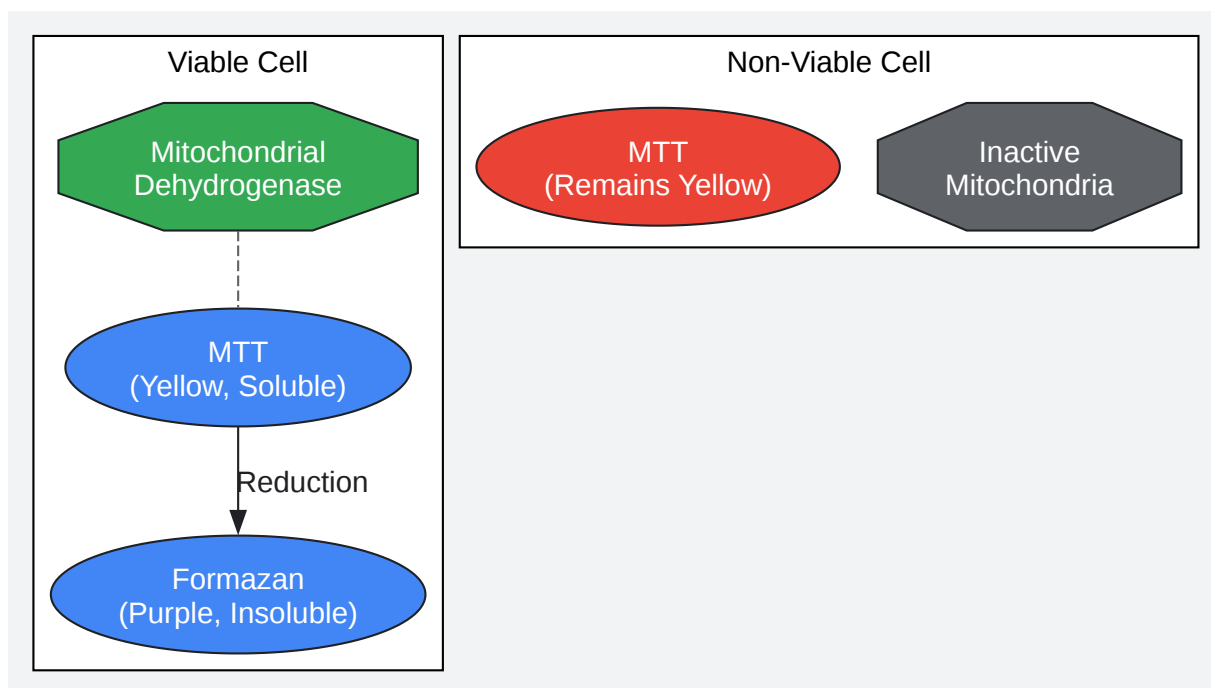 Viable Cell
Mitochondrial
Dehydrogenase
MTT
(Yellow, Soluble)
Reduction
Formazan
(Purple, Insoluble)
Non-Viable Cell
MTT
(Remains Yellow)
Inactive
Mitochondria